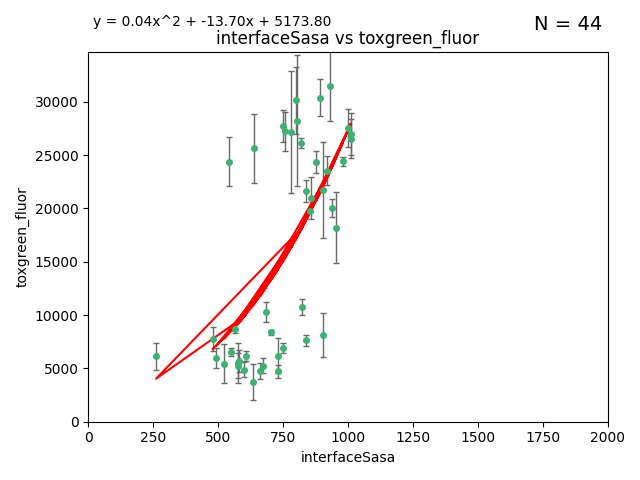 y = 0.04x^2 + -13.70x + 5173.80
N = 44
interfaceSasa vs toxgreen_fluor
toxgreen_fluor
30000
25000
20000
15000
10000
5000
0
0 250 500 750 1000 1250 1500 1750 2000
interfaceSasa